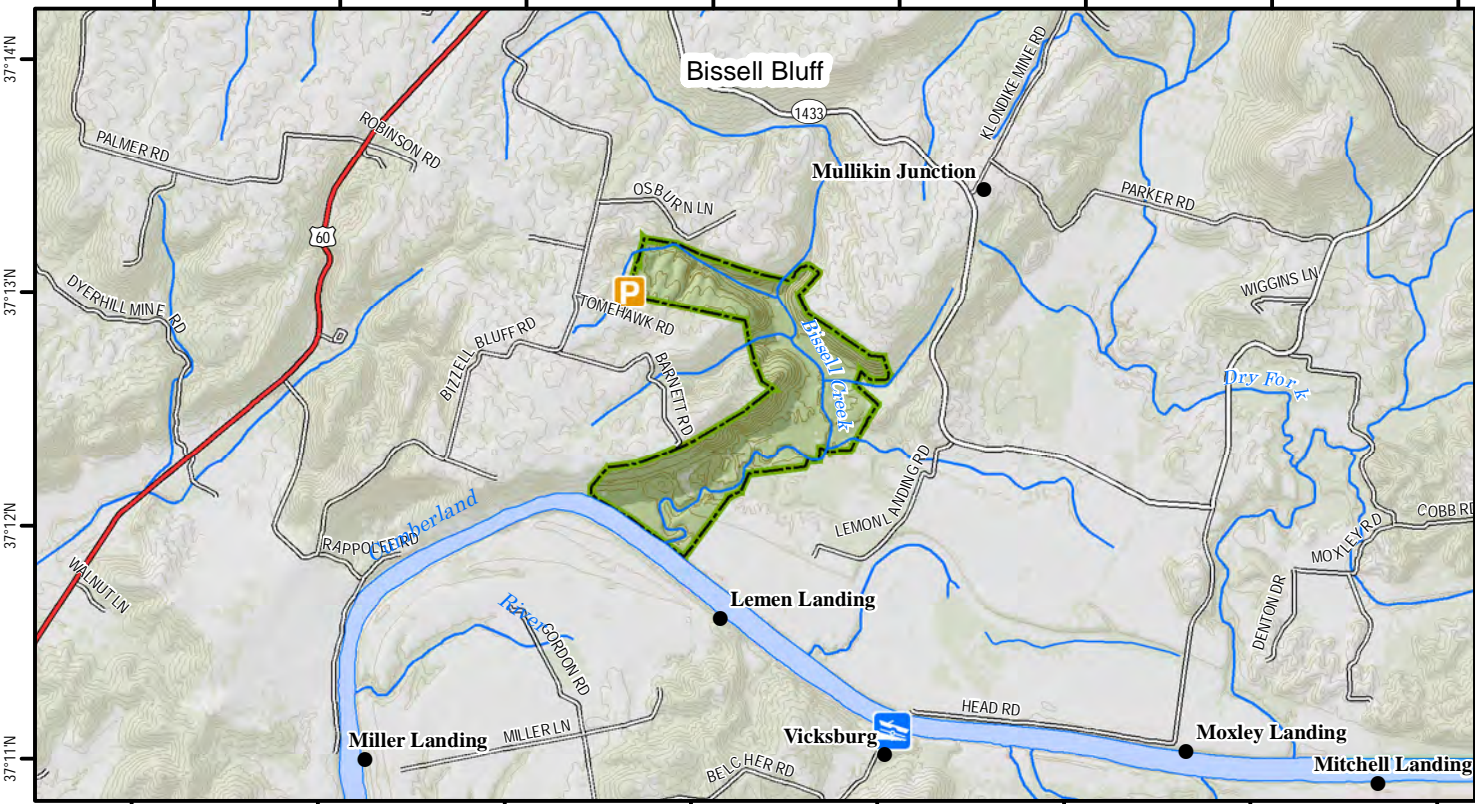 37°14'N
Bissell Bluff
1433
KLONDIKE MINE RD
ROBINSON RD
PALMER RD
Mullikin Junction
OSBURN LN
PARKER RD
60
37°13'N
P
DYERHILL MINE RD
TOMEHAWK RD
WIGGINS LN
BIZZELL BLUFF RD
Bissell Creek
BARNETT RD
Dry Fork
LEMON LANDING RD
37°12'N
Cumberland
COBB RD
MOXLEY RD
RAPPOLEE RD
WALNUT LN
DENTON DR
Lemen Landing
River
GORDON RD
HEAD RD
MILLER LN
Miller Landing
Vicksburg
Moxley Landing
37°11'N
BELCHER RD
Mitchell Landing